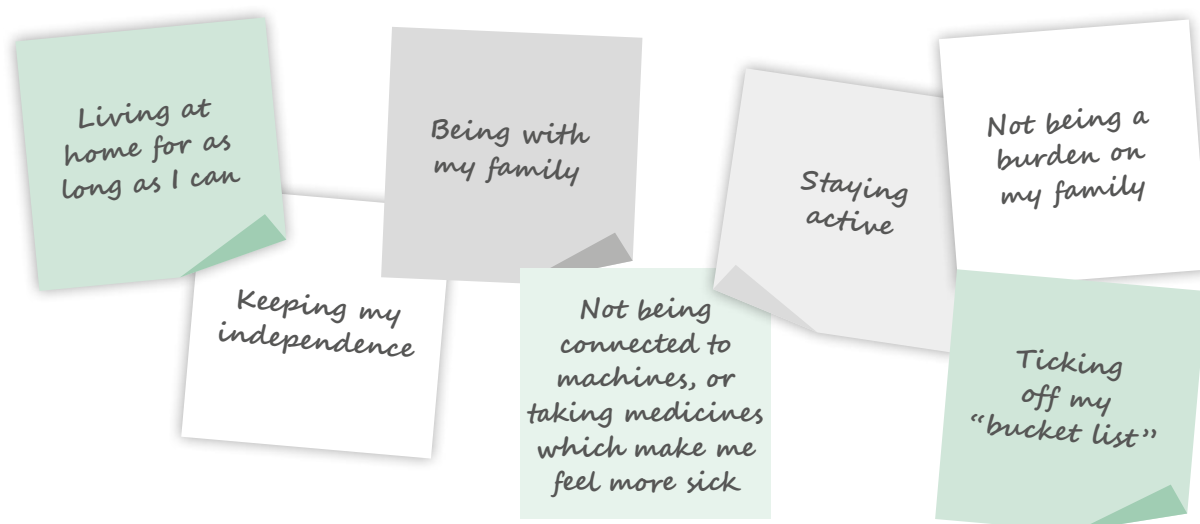 Living at
home for as
long as I can
Keeping my
independence
Being with
my family
Not being
connected to
machines, or
taking medicines
which make me
feel more sick
Staying
active
Not being a
burden on
my family
Ticking
off my
“bucket list”